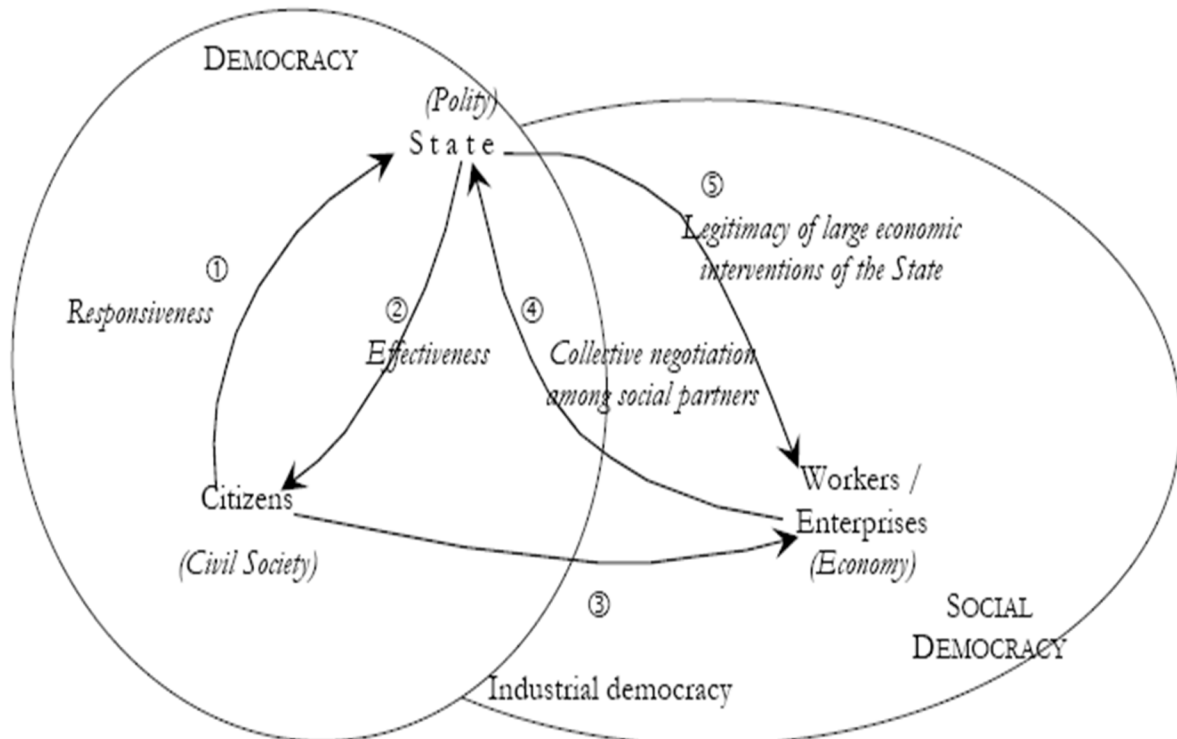 DEMOCRACY
(Polity)
State
①
Responsiveness
②
Effectiveness
④
Collective negotiation
among social partners
⑤
Legitimacy of large economic
interventions of the State
Citizens
(Civil Society)
Workers /
Enterprises
(Economy)
③
SOCIAL
DEMOCRACY
Industrial democracy